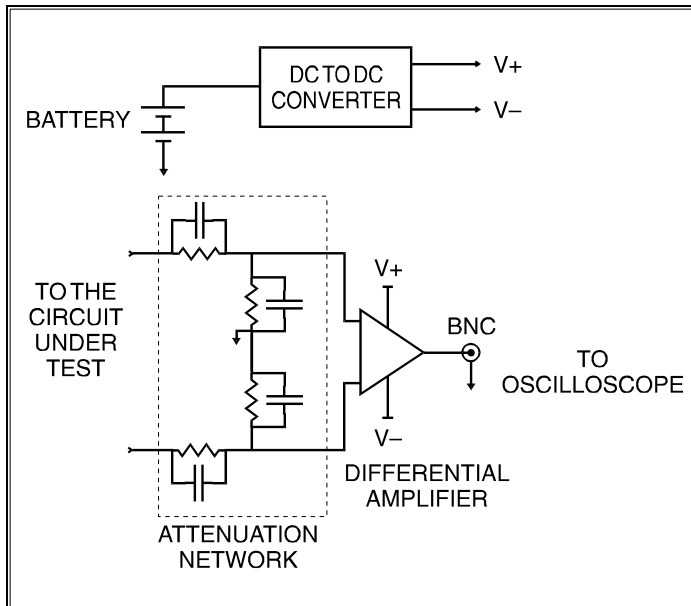 DC TO DC
CONVERTER
V+
V–
BATTERY
TO THE
CIRCUIT
UNDER
TEST
V+
BNC
TO
OSCILLOSCOPE
V–
DIFFERENTIAL
AMPLIFIER
ATTENUATION
NETWORK